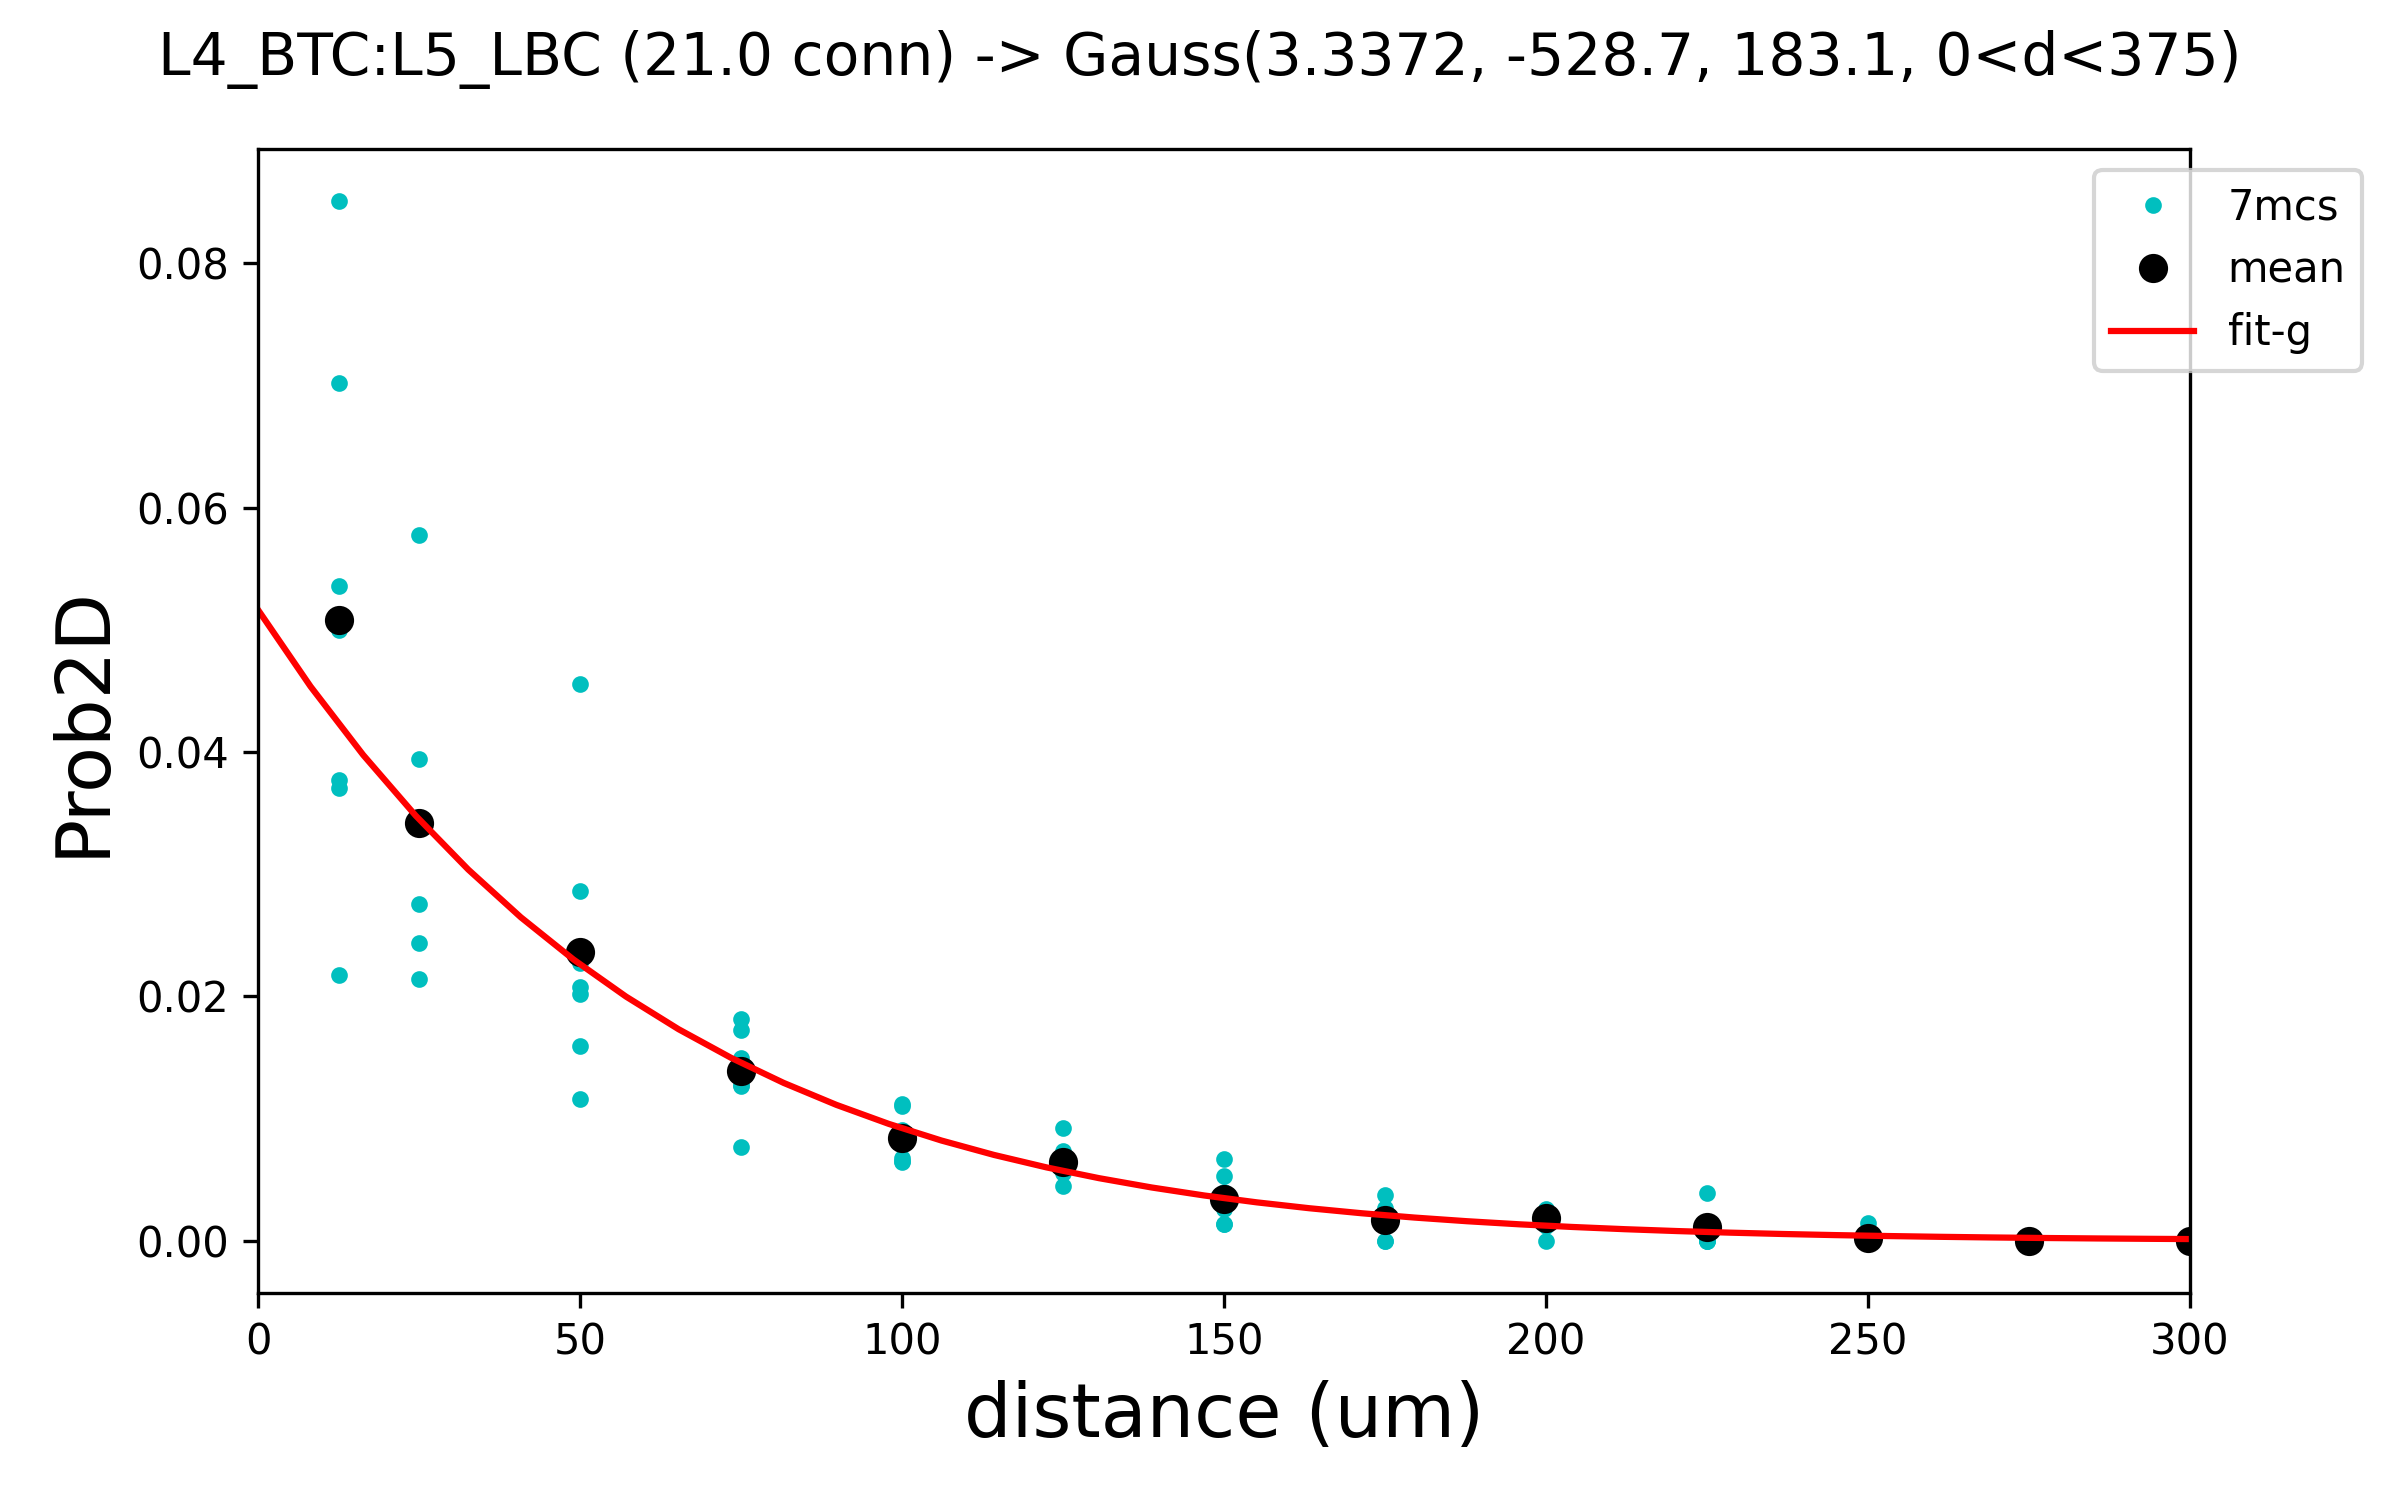 L4_BTC:L5_LBC (21.0 conn) -> Gauss(3.3372, -528.7, 183.1, 0<d<375)
7mcs
mean
fit-g
Prob2D
0.08
0.06
0.04
0.02
0.00
0 50 100 150 200 250 300
distance (um)